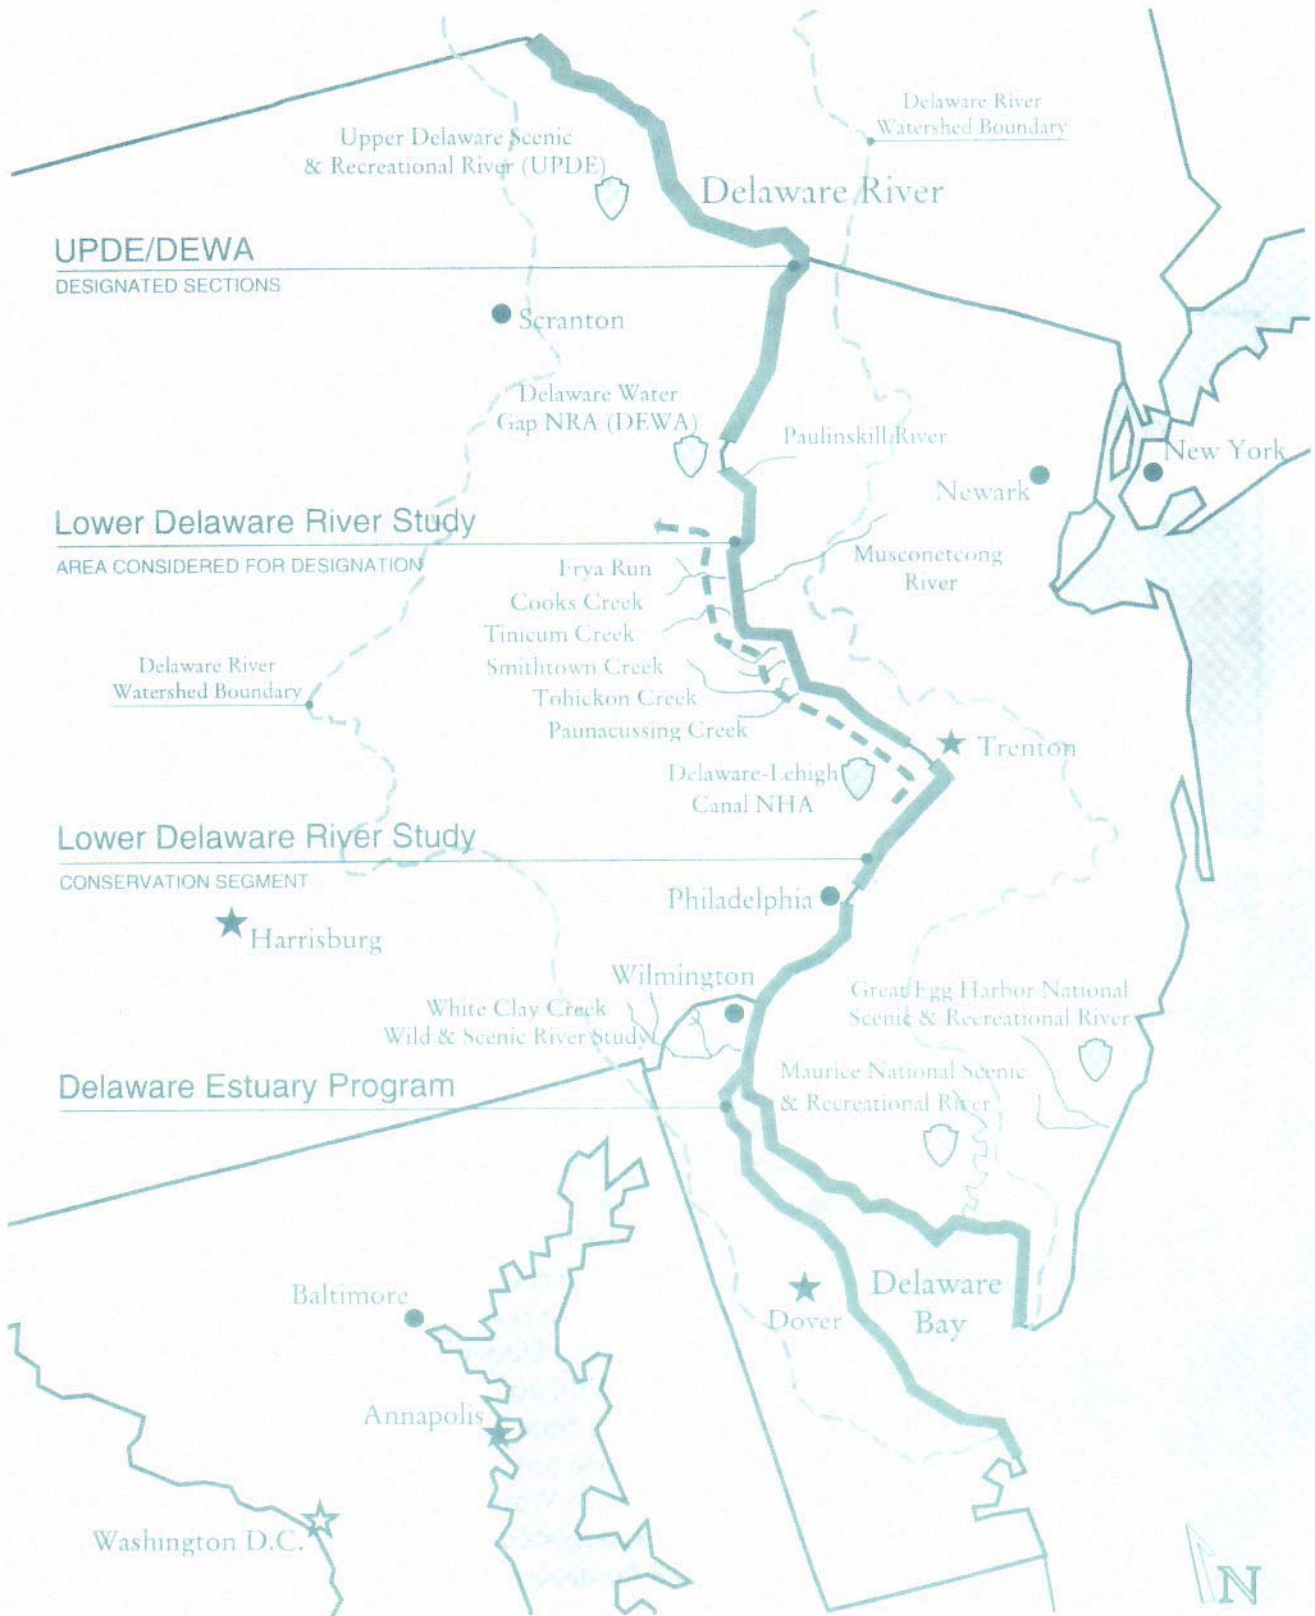 Delaware River
Watershed Boundary
Upper Delaware Scenic
& Recreational River (UPDE)
Delaware River
UPDE/DEWA
DESIGNATED SECTIONS
Scranton
Delaware Water
Gap NRA (DEWA)
Paulinskill River
New York
Newark
Lower Delaware River Study
AREA CONSIDERED FOR DESIGNATION
Musconetcong
River
Frya Run
Cooks Creek
Tinicum Creek
Smithtown Creek
Tohickon Creek
Paunacussing Creek
Delaware River
Watershed Boundary
Trenton
Delaware-Lehigh
Canal NHA
Lower Delaware River Study
CONSERVATION SEGMENT
Philadelphia
Harrisburg
Wilmington
White Clay Creek
Wild & Scenic River Study
Great Egg Harbor National
Scenic & Recreational River
Maurice National Scenic
& Recreational River
Delaware Estuary Program
Baltimore
Delaware
Bay
Dover
Annapolis
Washington D.C.
N